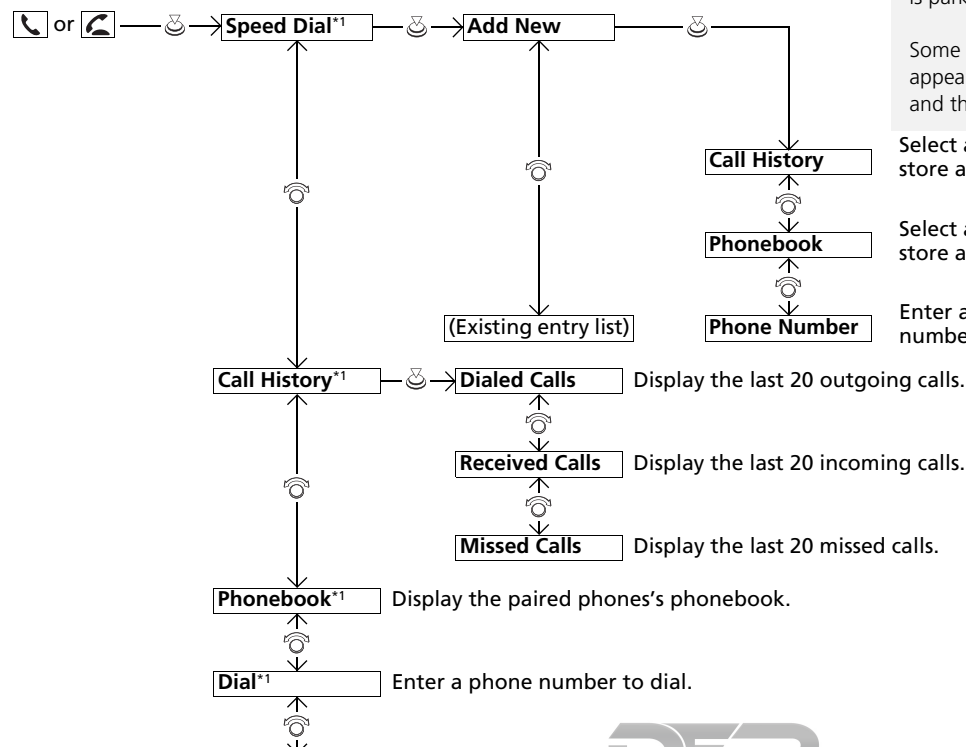 is
Some
appea
and th
or
Speed Dial*1
Add New
Call History
Select a
store a
Phonebook
Select a
store a
(Existing entry list)
Phone Number
Enter a
numbe
Call History*1
Dialed Calls
Display the last 20 outgoing calls.
Received Calls
Display the last 20 incoming calls.
Missed Calls
Display the last 20 missed calls.
Phonebook*1
Display the paired phones's phonebook.
Dial*1
Enter a phone number to dial.